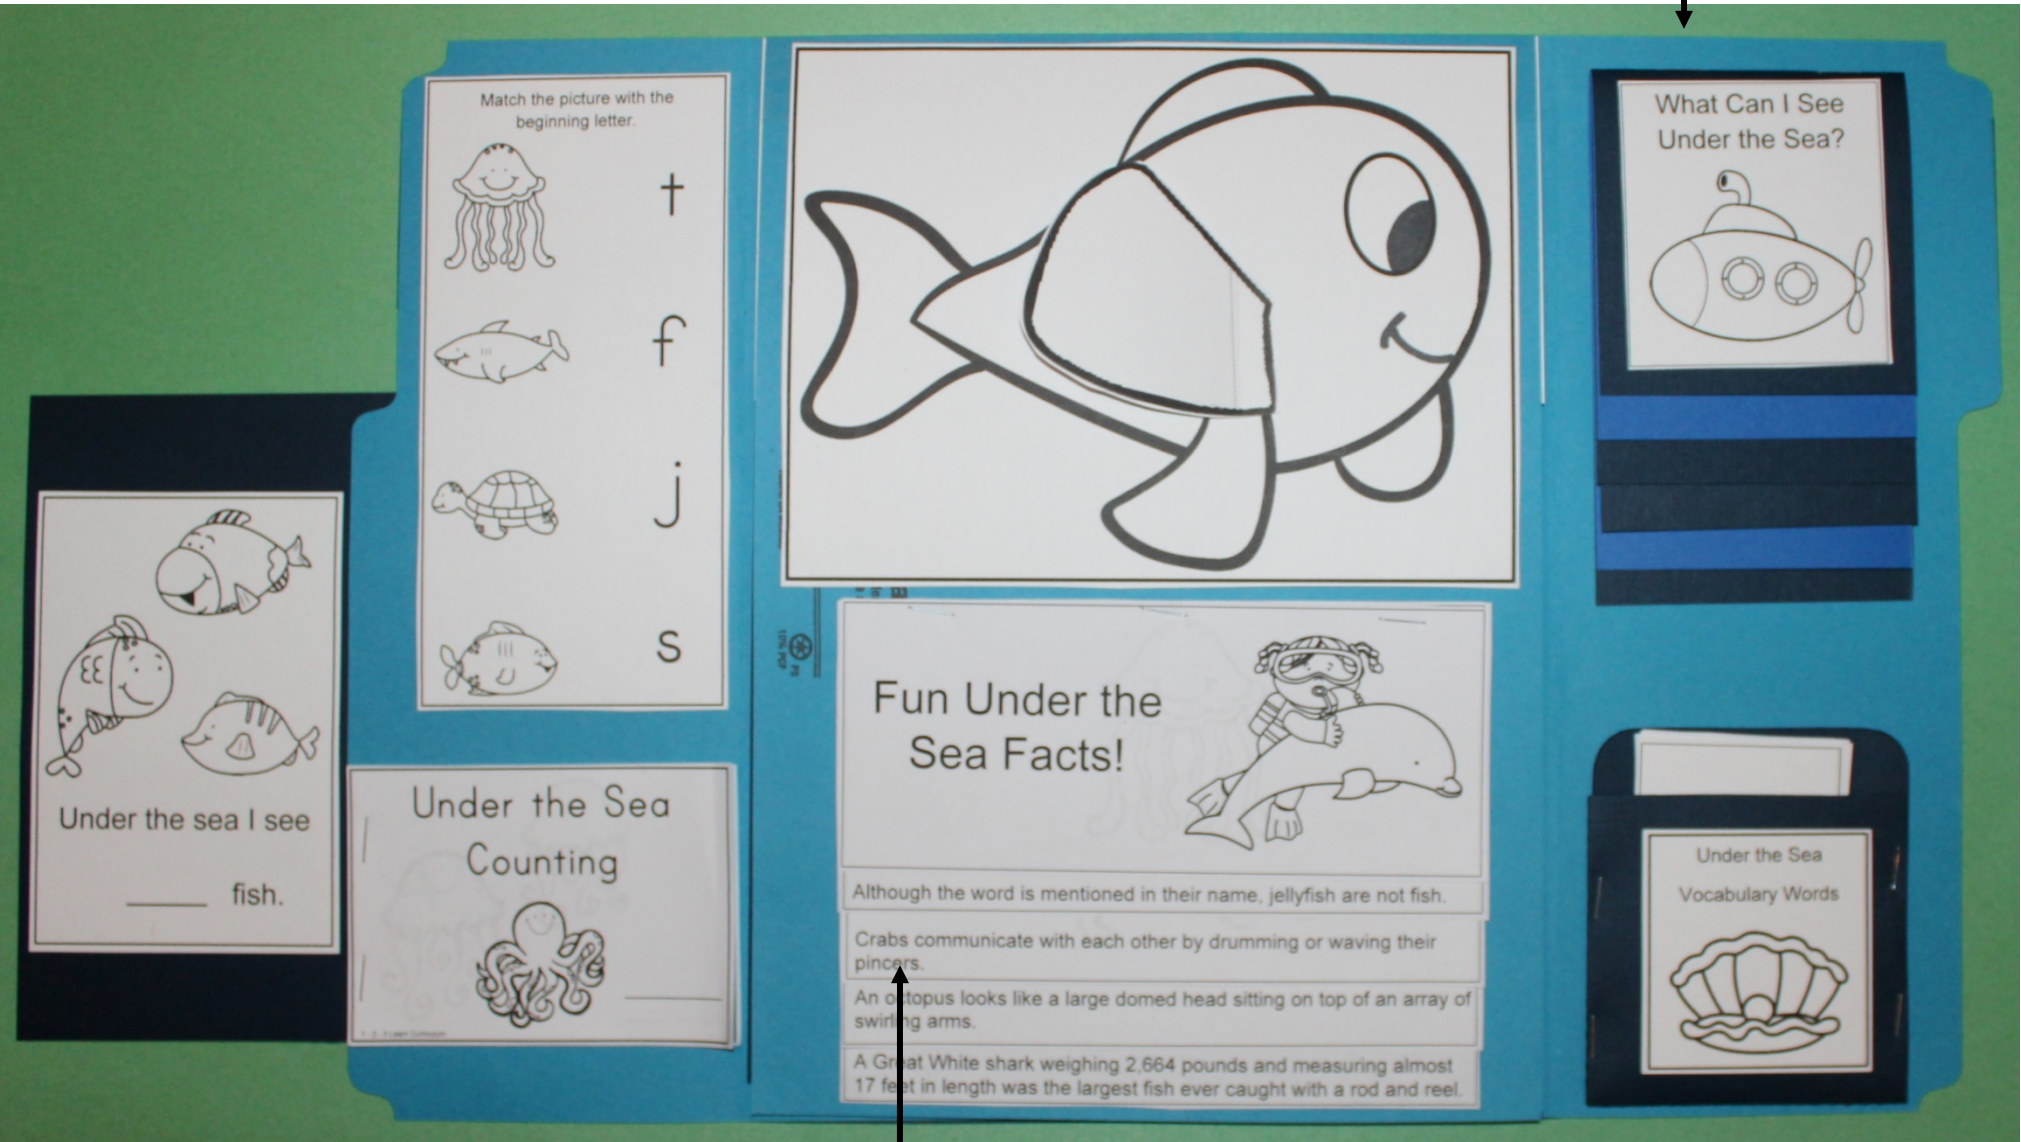 Match the picture with the
beginning letter.
t
f
j
s
Under the sea I see
____ fish.
Under the Sea
Counting
Fun Under the
Sea Facts!
Although the word is mentioned in their name, jellyfish are not fish.
Crabs communicate with each other by drumming or waving their
pincers.
An octopus looks like a large domed head sitting on top of an array of
swirling arms.
A Great White shark weighing 2,664 pounds and measuring almost
17 feet in length was the largest fish ever caught with a rod and reel.
What Can I See
Under the Sea?
Under the Sea
Vocabulary Words